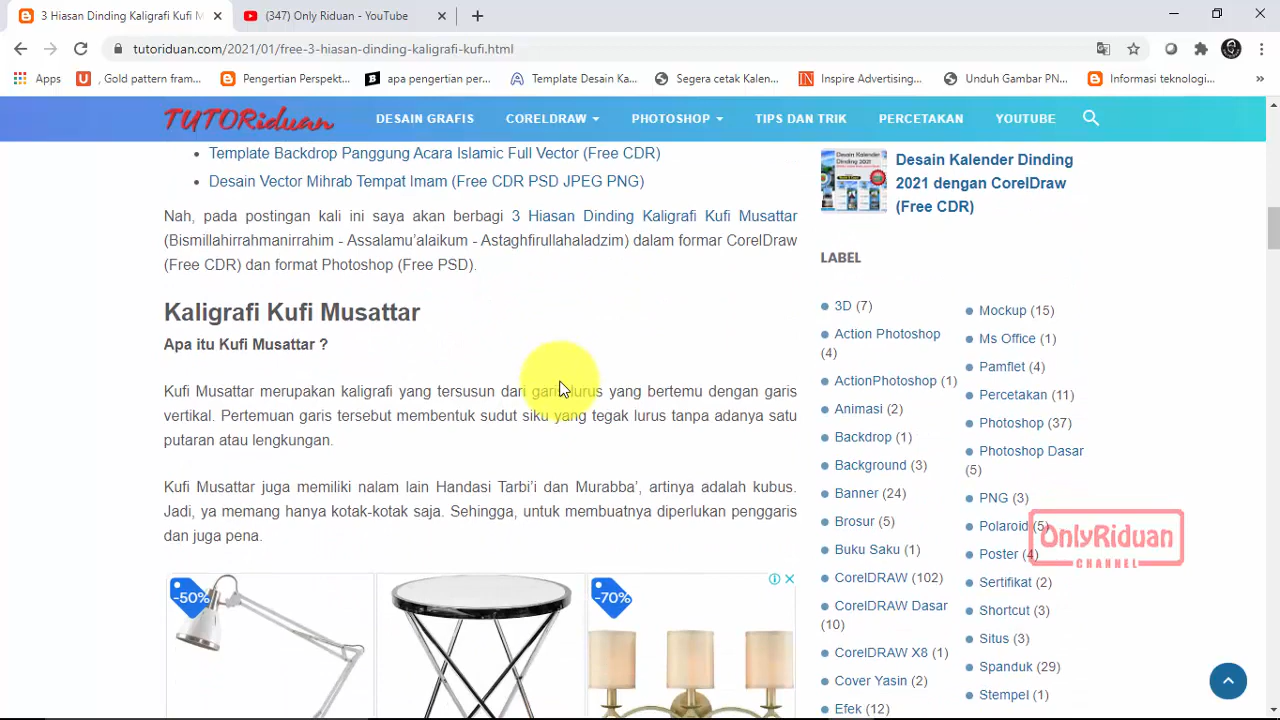 3 Hiasan Dinding Kaligrafi Kufi M
(347) Only Riduan - YouTube
tutoriduan.com/2021/01/free-3-hiasan-dinding-kaligrafi-kufi.html
Apps
, Gold pattern fram...
Pengertian Perspekt...
apa pengertian per...
Template Desain Ka...
Segera cetak Kalen...
Inspire Advertising...
Unduh Gambar PN...
Informasi teknologi...
TUTORiduan
DESAIN GRAFIS
CORELDRAW
PHOTOSHOP
TIPS DAN TRIK
PERCETAKAN
YOUTUBE
Template Backdrop Panggung Acara Islamic Full Vector (Free CDR)
Desain Vector Mihrab Tempat Imam (Free CDR PSD JPEG PNG)
Nah, pada postingan kali ini saya akan berbagi 3 Hiasan Dinding Kaligrafi Kufi Musattar
(Bismillahirrahmanirrahim - Assalamu’alaikum - Astaghfirullahaladzim) dalam formar CorelDraw
(Free CDR) dan format Photoshop (Free PSD).
Kaligrafi Kufi Musattar
Apa itu Kufi Musattar ?
Kufi Musattar merupakan kaligrafi yang tersusun dari garis lurus yang bertemu dengan garis
vertikal. Pertemuan garis tersebut membentuk sudut siku yang tegak lurus tanpa adanya satu
putaran atau lengkungan.
Kufi Musattar juga memiliki nalam lain Handasi Tarbi’i dan Murabba’, artinya adalah kubus.
Jadi, ya memang hanya kotak-kotak saja. Sehingga, untuk membuatnya diperlukan penggaris
dan juga pena.
-50%
-70%
Desain Kalender Dinding
2021 dengan CorelDraw
(Free CDR)
LABEL
3D (7)
Action Photoshop
(4)
ActionPhotoshop (1)
Animasi (2)
Backdrop (1)
Background (3)
Banner (24)
Brosur (5)
Buku Saku (1)
CorelDRAW (102)
CorelDRAW Dasar
(10)
CorelDRAW X8 (1)
Cover Yasin (2)
Efek (12)
Mockup (15)
Ms Office (1)
Pamflet (4)
Percetakan (11)
Photoshop (37)
Photoshop Dasar
(5)
PNG (3)
Polaroid (5)
Poster (4)
Sertifikat (2)
Shortcut (3)
Situs (3)
Spanduk (29)
Stempel (1)
OnlyRiduan
CHANNEL